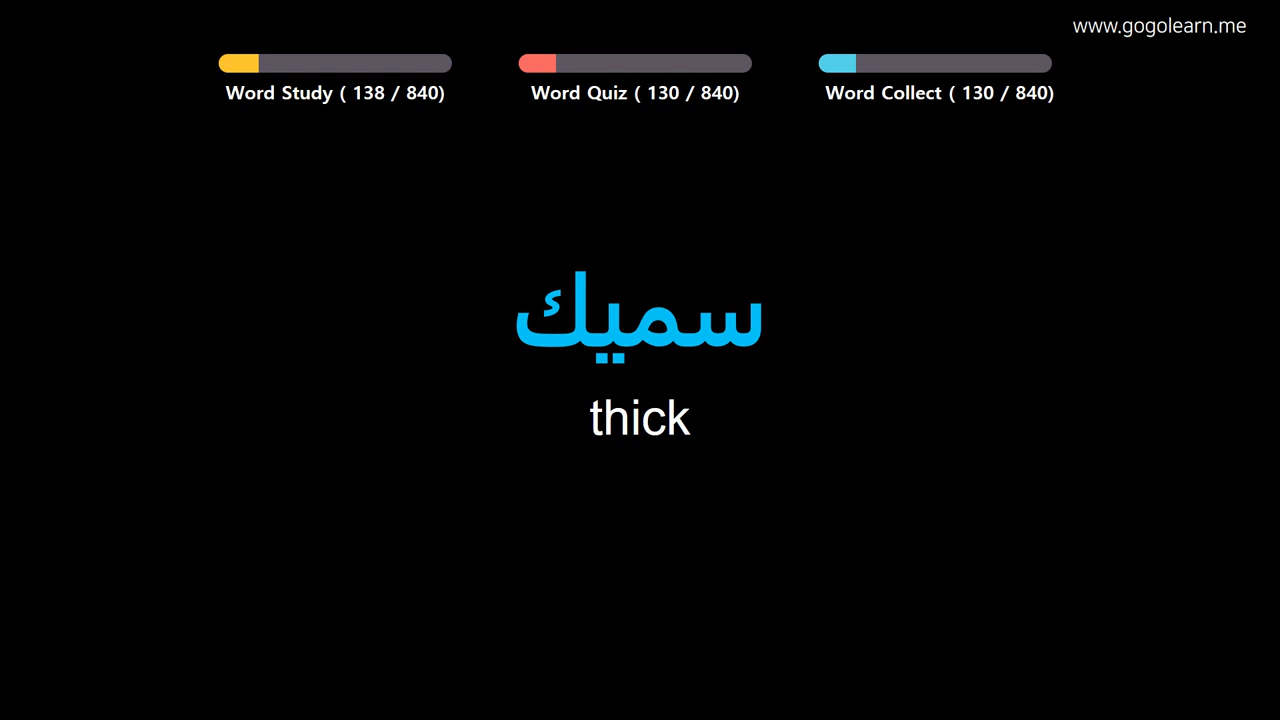 www.gogolearn.me
Word Study ( 138 / 840)
Word Quiz ( 130 / 840)
Word Collect ( 130 / 840)
سميك
thick